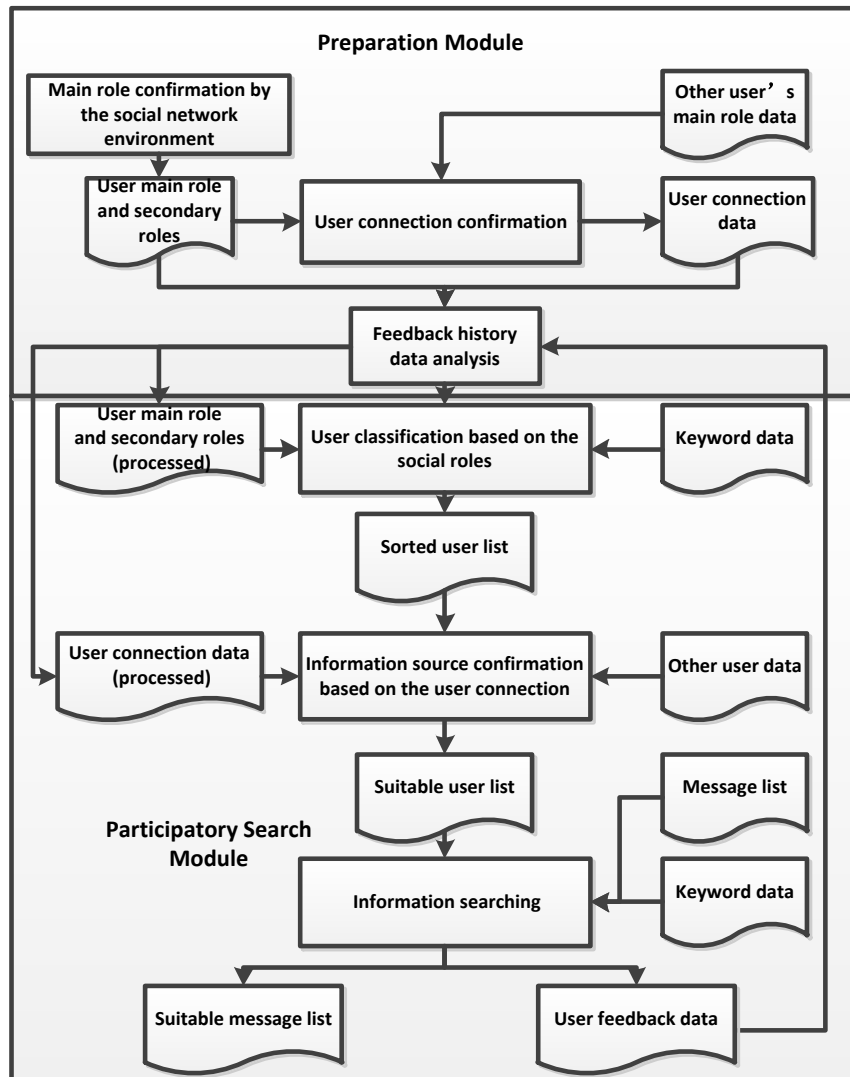 Preparation Module
Main role confirmation by
the social network
environment
Other user’s
main role data
User main role
and secondary
roles
User connection confirmation
User connection
data
Feedback history
data analysis
User main role
and secondary roles
(processed)
User classification based on the
social roles
Keyword data
Sorted user list
User connection data
(processed)
Information source confirmation
based on the user connection
Other user data
Suitable user list
Message list
Participatory Search
Module
Information searching
Keyword data
Suitable message list
User feedback data